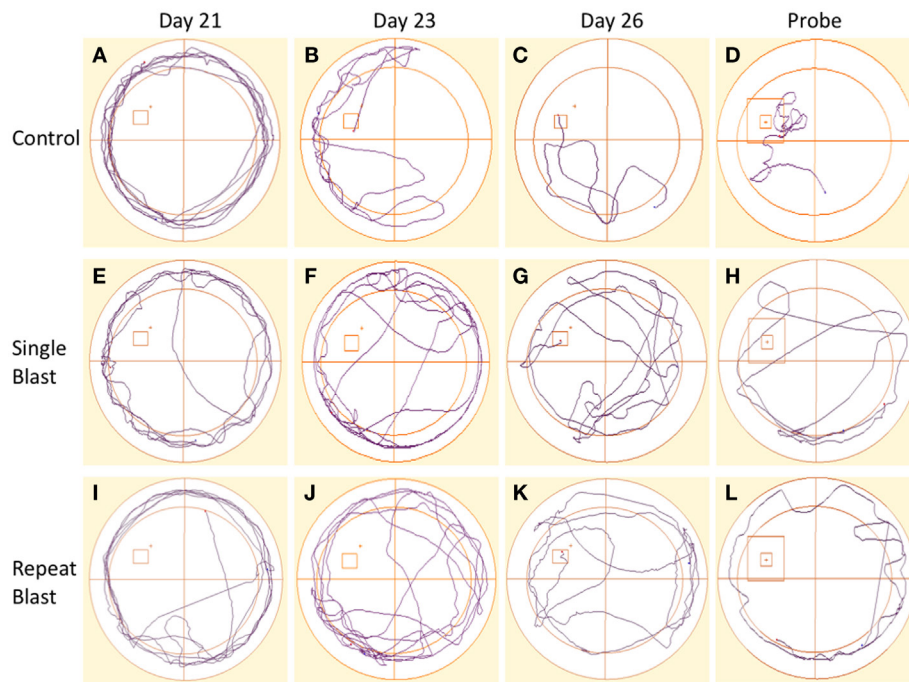 Day 21 Day 23 Day 26 Probe
A B C D
Control
E F G H
Single
Blast
I J K L
Repeat
Blast